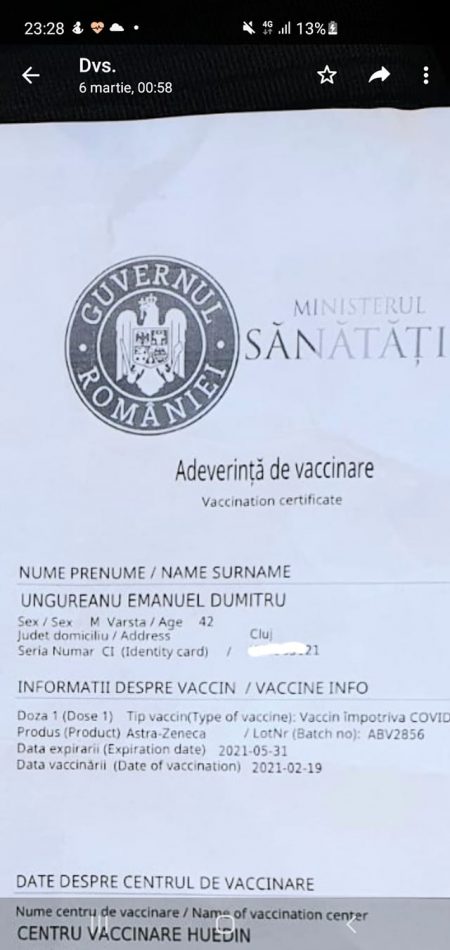 23:28
4G
13%
Dvs.
6 martie, 00:58
GUVERNUL
ROMÂNIEI
MINISTERUL
SĂNĂTĂȚI
Adeverință de vaccinare
Vaccination certificate
NUME PRENUME / NAME SURNAME
UNGUREANU EMANUEL DUMITRU
Sex / Sex M Varsta / Age 42
Judet domiciliu / Address Cluj
Seria Numar CI (Identity card) / 21
INFORMATII DESPRE VACCIN / VACCINE INFO
Doza 1 (Dose 1) Tip vaccin(Type of vaccine): Vaccin împotriva COVID
Produs (Product) Astra-Zeneca / LotNr (Batch no): ABV2856
Data expirarii (Expiration date) 2021-05-31
Data vaccinării (Date of vaccination) 2021-02-19
DATE DESPRE CENTRUL DE VACCINARE
Nume centru de vaccinare / Name of vaccination center
CENTRU VACCINARE HUEDIN